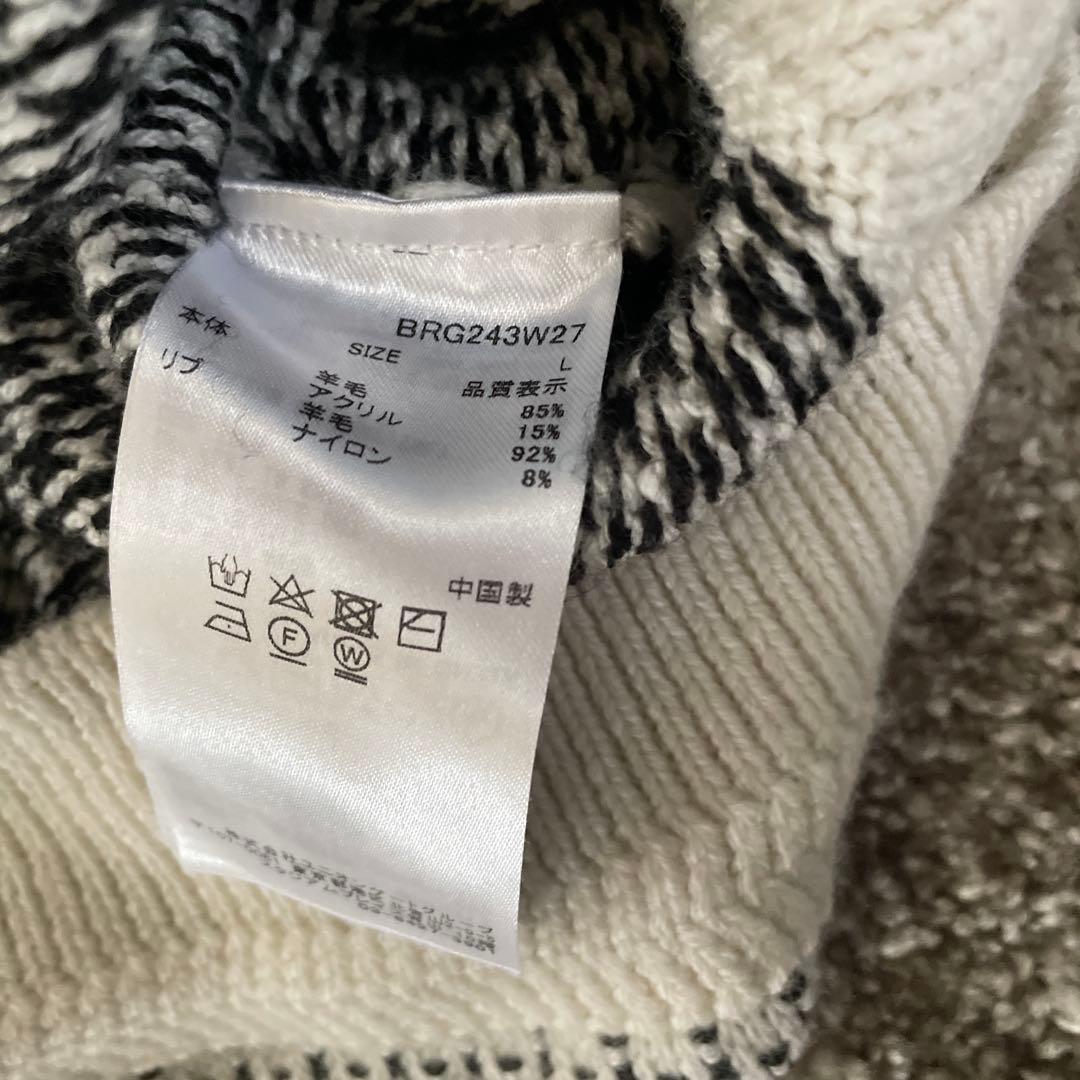 BRG243W27
SIZE L
品質表示
本体 羊毛 85%
アクリル 15%
リブ 羊毛 92%
ナイロン 8%
中国製
F
W